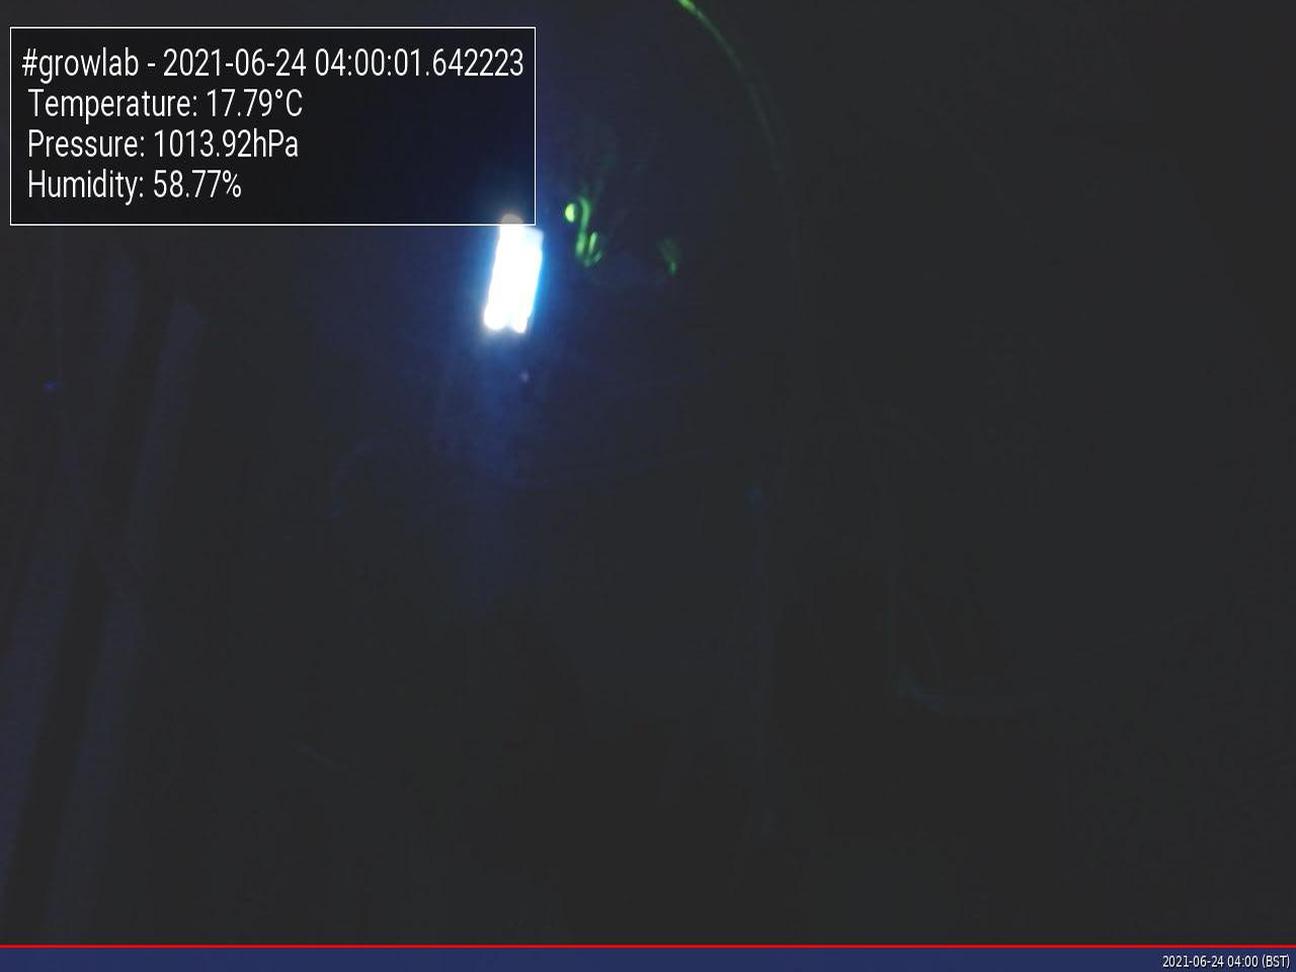 #growlab - 2021-06-24 04:00:01.642223
Temperature: 17.79°C
Pressure: 1013.92hPa
Humidity: 58.77%
2021-06-24 04:00 (BST)